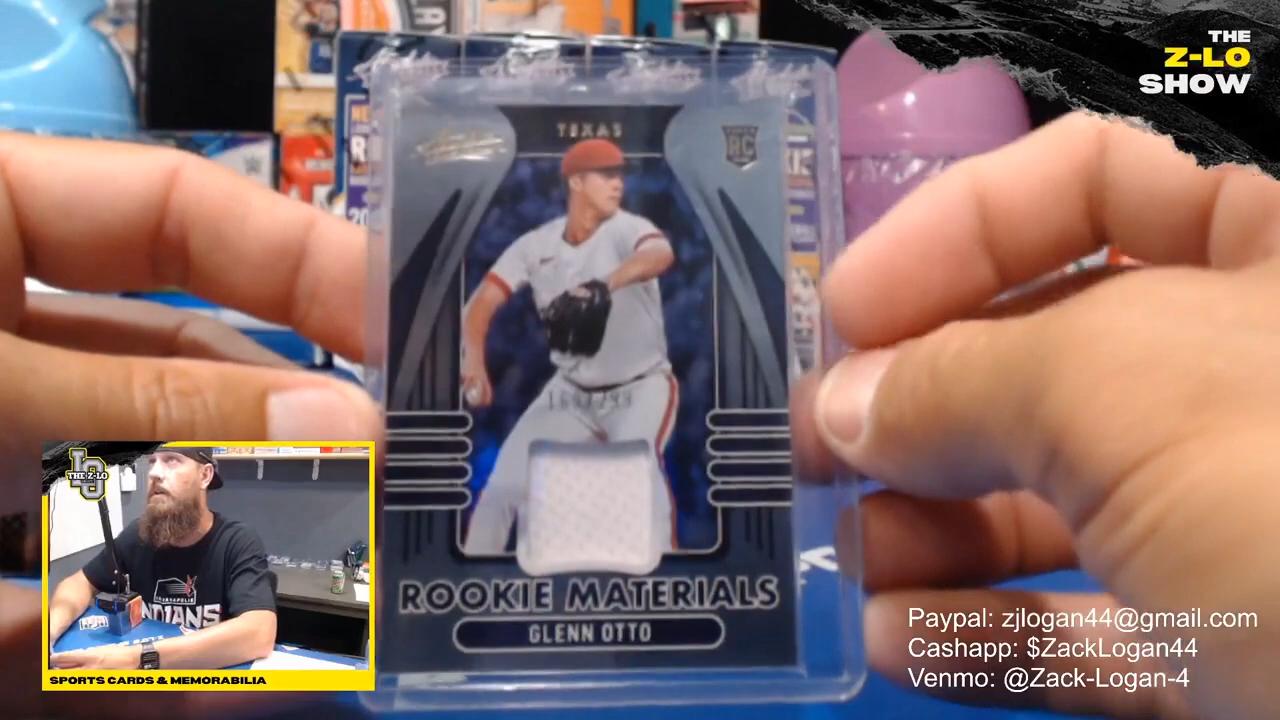 THE
Z-LO
SHOW
TEXAS
RC
ROOKIE MATERIALS
GLENN OTTO
THE Z-LO
INDIANS
SPORTS CARDS & MEMORABILIA
Paypal: zjlogan44@gmail.com
Cashapp: $ZackLogan44
Venmo: @Zack-Logan-4